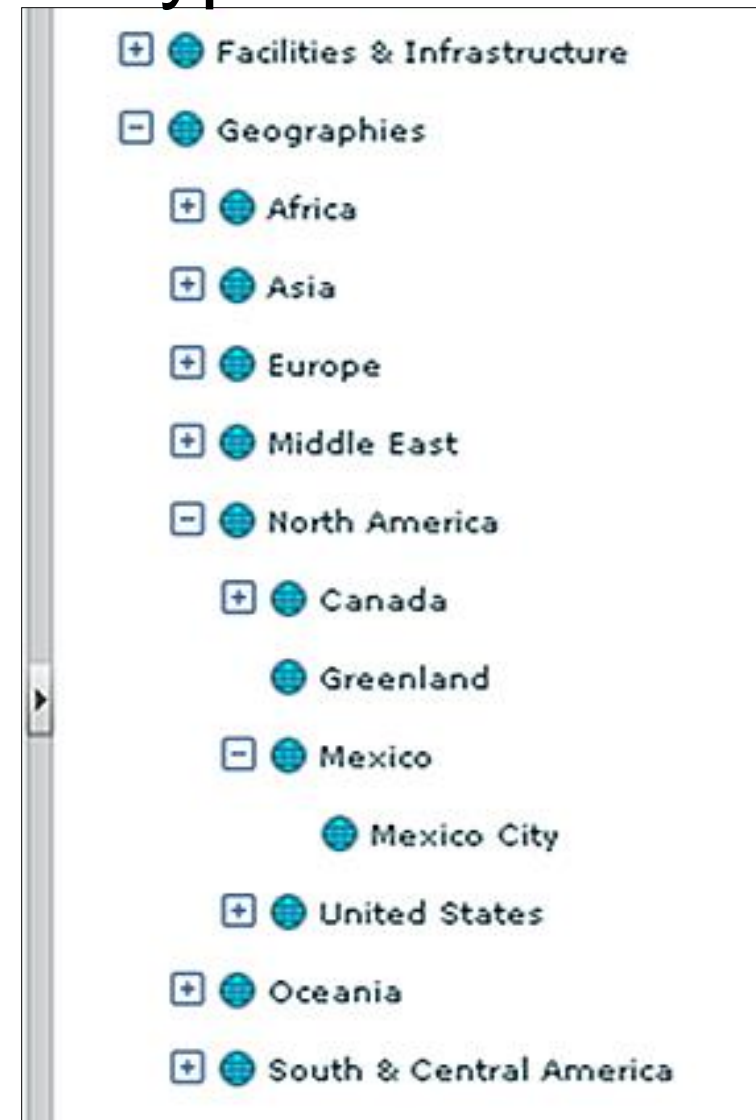 Facilities & Infrastructure
Geographies
Africa
Asia
Europe
Middle East
North America
Canada
Greenland
Mexico
Mexico City
United States
Oceania
South & Central America